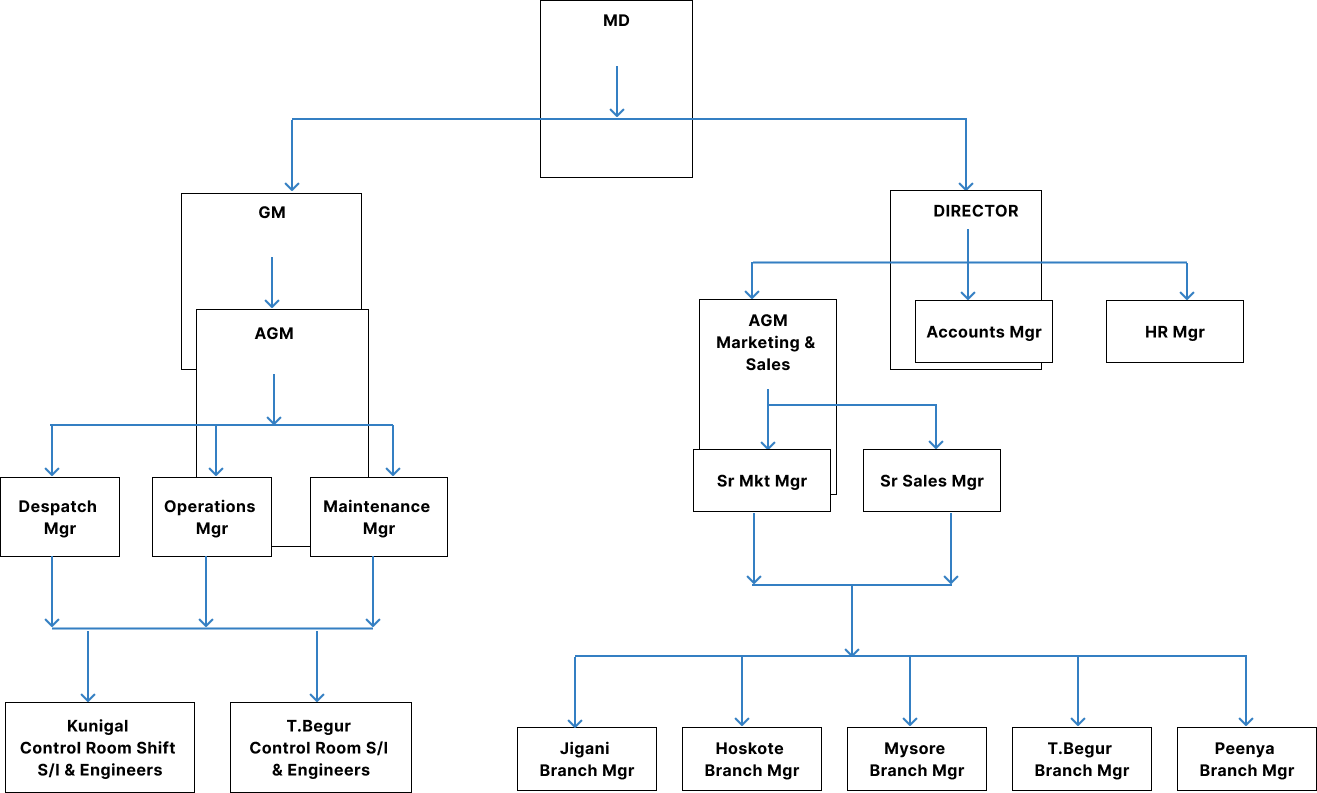 MD
GM
DIRECTOR
AGM
AGM
Marketing &
Sales
Accounts Mgr
HR Mgr
Sr Mkt Mgr
Sr Sales Mgr
Despatch
Mgr
Operations
Mgr
Maintenance
Mgr
Kunigal
Control Room Shift
S/I & Engineers
T.Begur
Control Room S/I
& Engineers
Jigani
Branch Mgr
Hoskote
Branch Mgr
Mysore
Branch Mgr
T.Begur
Branch Mgr
Peenya
Branch Mgr